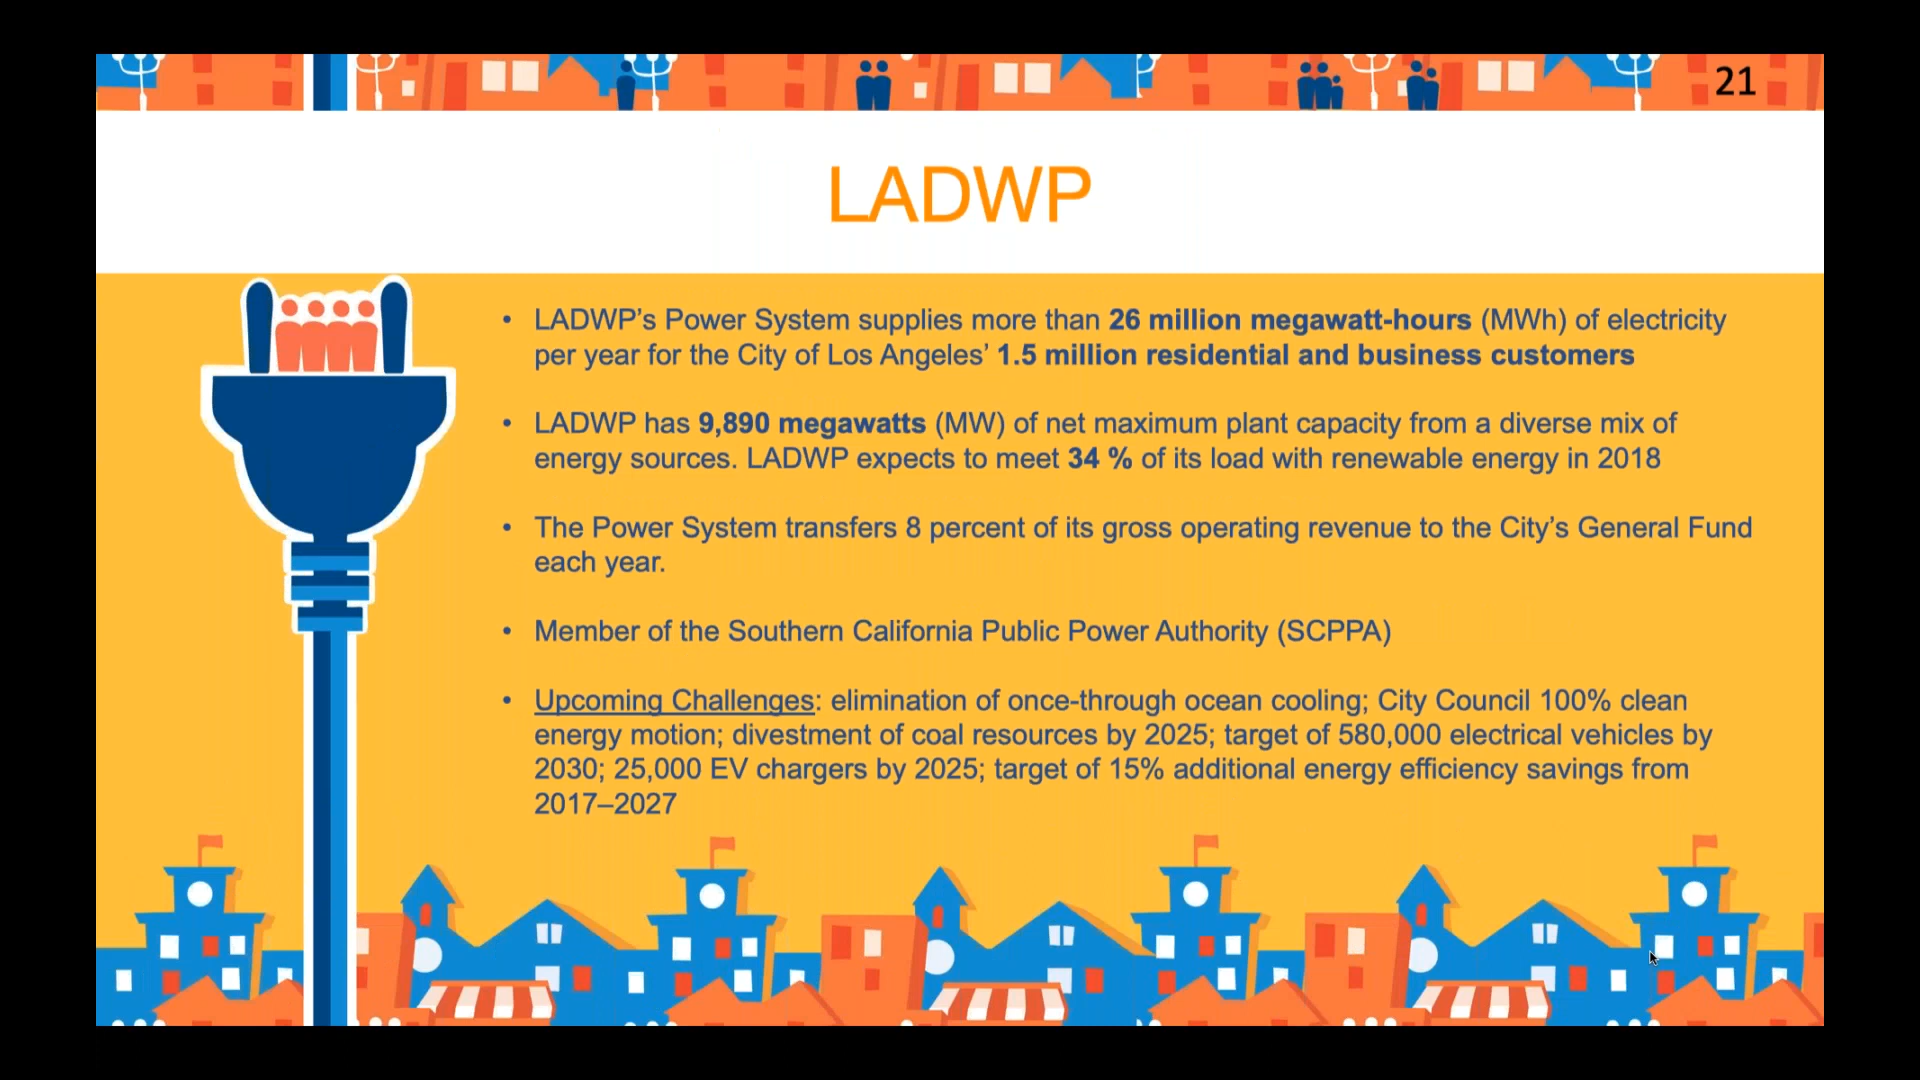 21
LADWP
• LADWP’s Power System supplies more than 26 million megawatt-hours (MWh) of electricity
per year for the City of Los Angeles’ 1.5 million residential and business customers
• LADWP has 9,890 megawatts (MW) of net maximum plant capacity from a diverse mix of
energy sources. LADWP expects to meet 34 % of its load with renewable energy in 2018
• The Power System transfers 8 percent of its gross operating revenue to the City’s General Fund
each year.
• Member of the Southern California Public Power Authority (SCPPA)
• Upcoming Challenges: elimination of once-through ocean cooling; City Council 100% clean
energy motion; divestment of coal resources by 2025; target of 580,000 electrical vehicles by
2030; 25,000 EV chargers by 2025; target of 15% additional energy efficiency savings from
2017–2027